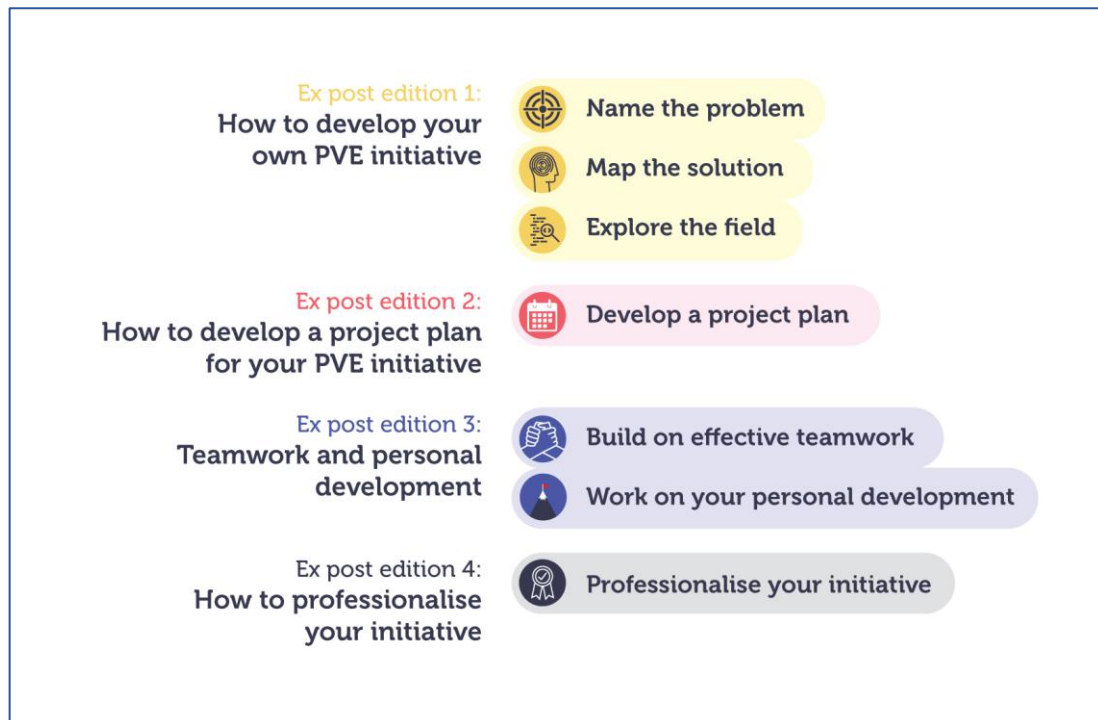 Ex post edition 1:
How to develop your
own PVE initiative
Name the problem
Map the solution
Explore the field
Ex post edition 2:
How to develop a project plan
for your PVE initiative
Develop a project plan
Ex post edition 3:
Teamwork and personal
development
Build on effective teamwork
Work on your personal development
Ex post edition 4:
How to professionalise
your initiative
Professionalise your initiative